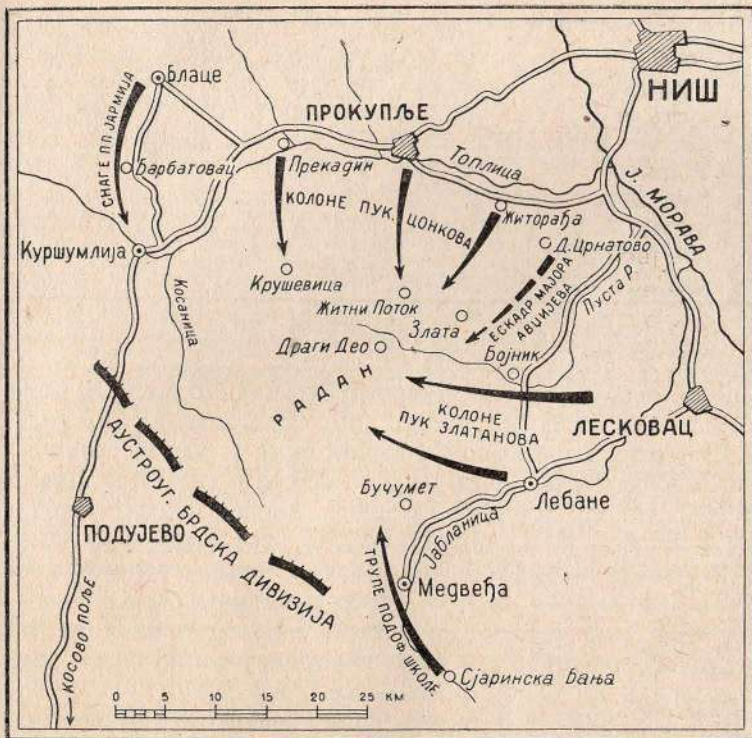 Блаце
НИШ
ПРОКУПЉЕ
СНАГЕ П.П. ЈАРМИЈА
Барбатовац
Прекадин
Топлица
Ј. МОРАВА
КОЛОНЕ ПУК. ЦОНКОВА
Житорађа
Д. Црнатово
Куршумлија
Косаница
Крушевица
Житни Поток
Злата
ЕСКАДР МАЈОРА
АВЏИЈЕВА
Пуста Р
Драги Део
Бојник
РАДАН
КОЛОНЕ
ПУК ЗЛАТАНОВА
ЛЕСКОВАЦ
АУСТРОУГ. БРДСКА ДИВИЗИЈА
Бучумет
Лебане
ПОДУЈЕВО
Јабланица
Медвеђа
ТРУПЕ ПОДОФ ШКОЛЕ
КОСОВО ПОЉЕ
Сјаринска Бања
0 5 10 15 20 25 КМ